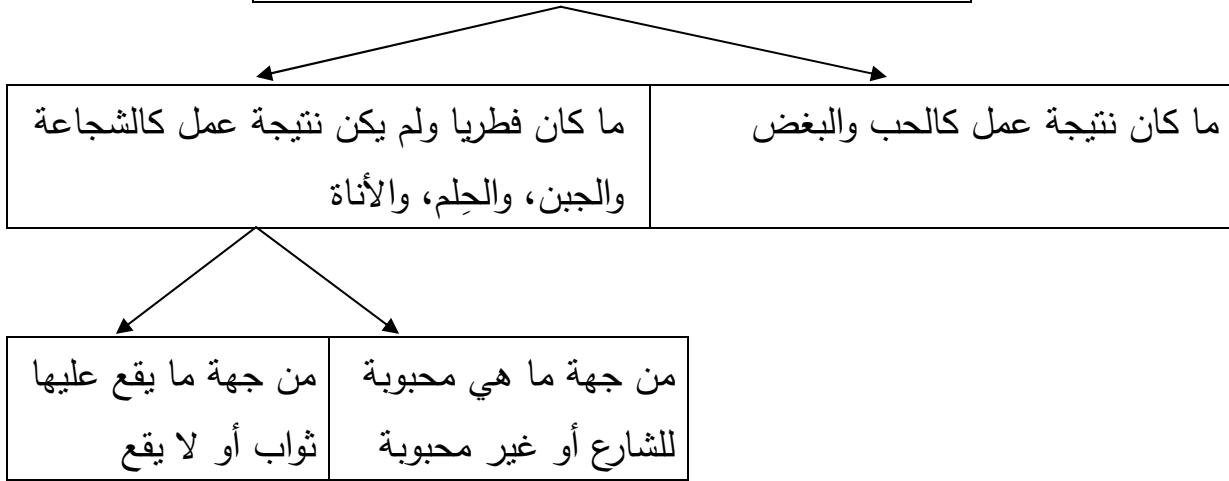 ما كان نتيجة عمل كالحب والبغض
ما كان فطريا ولم يكن نتيجة عمل كالشجاعة
والجبن، والحِلم، والأناة
من جهة ما هي محبوبة
للشارع أو غير محبوبة
من جهة ما يقع عليها
ثواب أو لا يقع